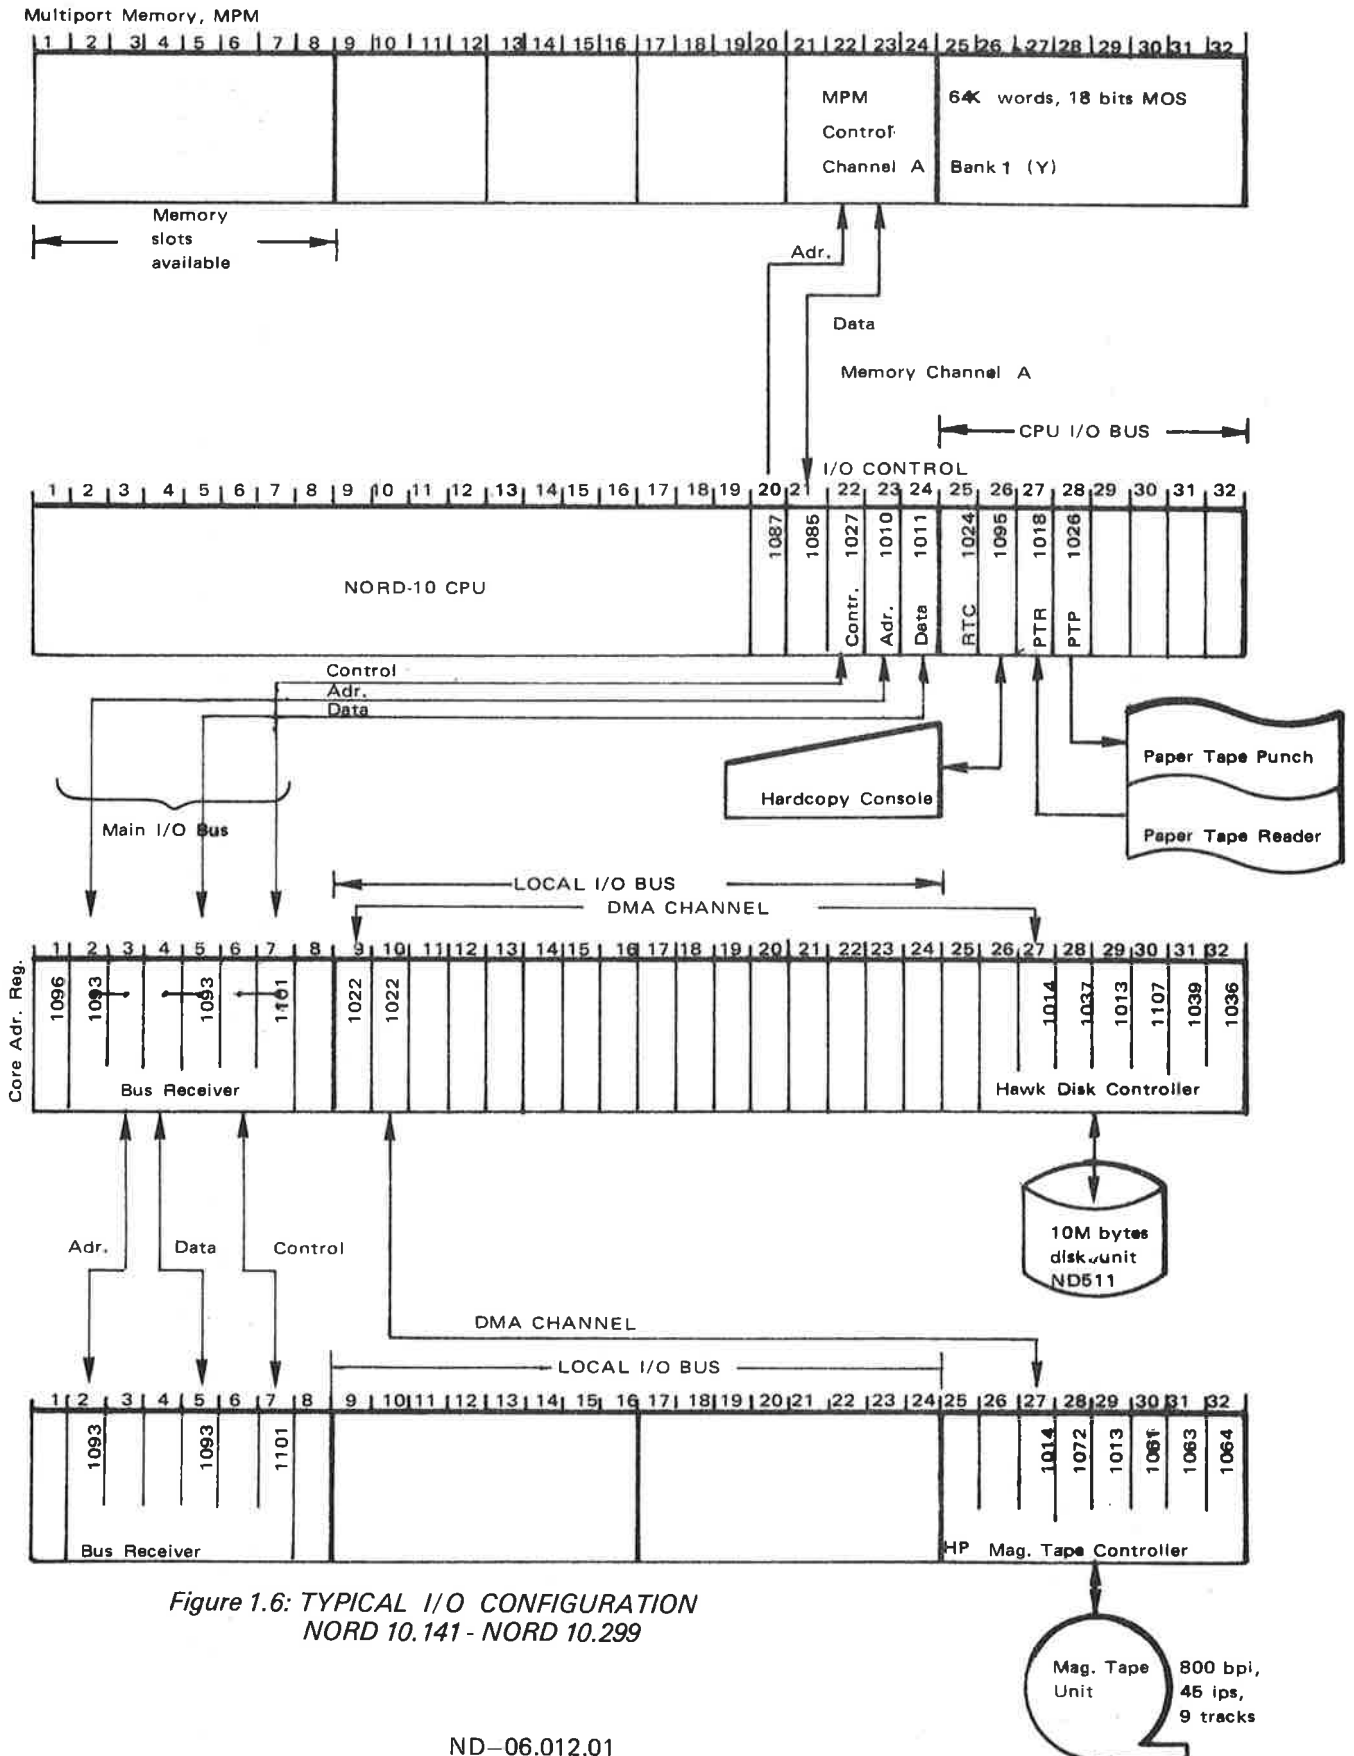 Multiport Memory, MPM
1 2 3 4 5 6 7 8 9 10 11 12 13 14 15 16 17 18 19 20 21 22 23 24 25 26 27 28 29 30 31 32
MPM
Control
Channel A
64K words, 18 bits MOS
Bank 1 (Y)
Memory
slots
available
Adr.
Data
Memory Channel A
CPU I/O BUS
I/O CONTROL
1 2 3 4 5 6 7 8 9 10 11 12 13 14 15 16 17 18 19 20 21 22 23 24 25 26 27 28 29 30 31 32
1087 1085 1027 1010 1011 1024 1095 1018 1026
NORD-10 CPU
Contr. Adr. Data RTC PTR PTP
Control
Adr.
Data
Paper Tape Punch
Hardcopy Console
Main I/O Bus
Paper Tape Reader
LOCAL I/O BUS
DMA CHANNEL
1 2 3 4 5 6 7 8 9 10 11 12 13 14 15 16 17 18 19 20 21 22 23 24 25 26 27 28 29 30 31 32
Core Adr. Reg.
1096 1093 1093 1101 1022 1022 1014 1037 1013 1107 1039 1036
Bus Receiver
Hawk Disk Controller
Adr. Data Control
10M bytes
disk unit
ND511
DMA CHANNEL
LOCAL I/O BUS
1 2 3 4 5 6 7 8 9 10 11 12 13 14 15 16 17 18 19 20 21 22 23 24 25 26 27 28 29 30 31 32
1093 1093 1101 1014 1072 1013 1061 1063 1064
Bus Receiver
HP Mag. Tape Controller
Figure 1.6: TYPICAL I/O CONFIGURATION
NORD 10.141 - NORD 10.299
Mag. Tape
Unit
800 bpi,
45 ips,
9 tracks
ND-06.012.01